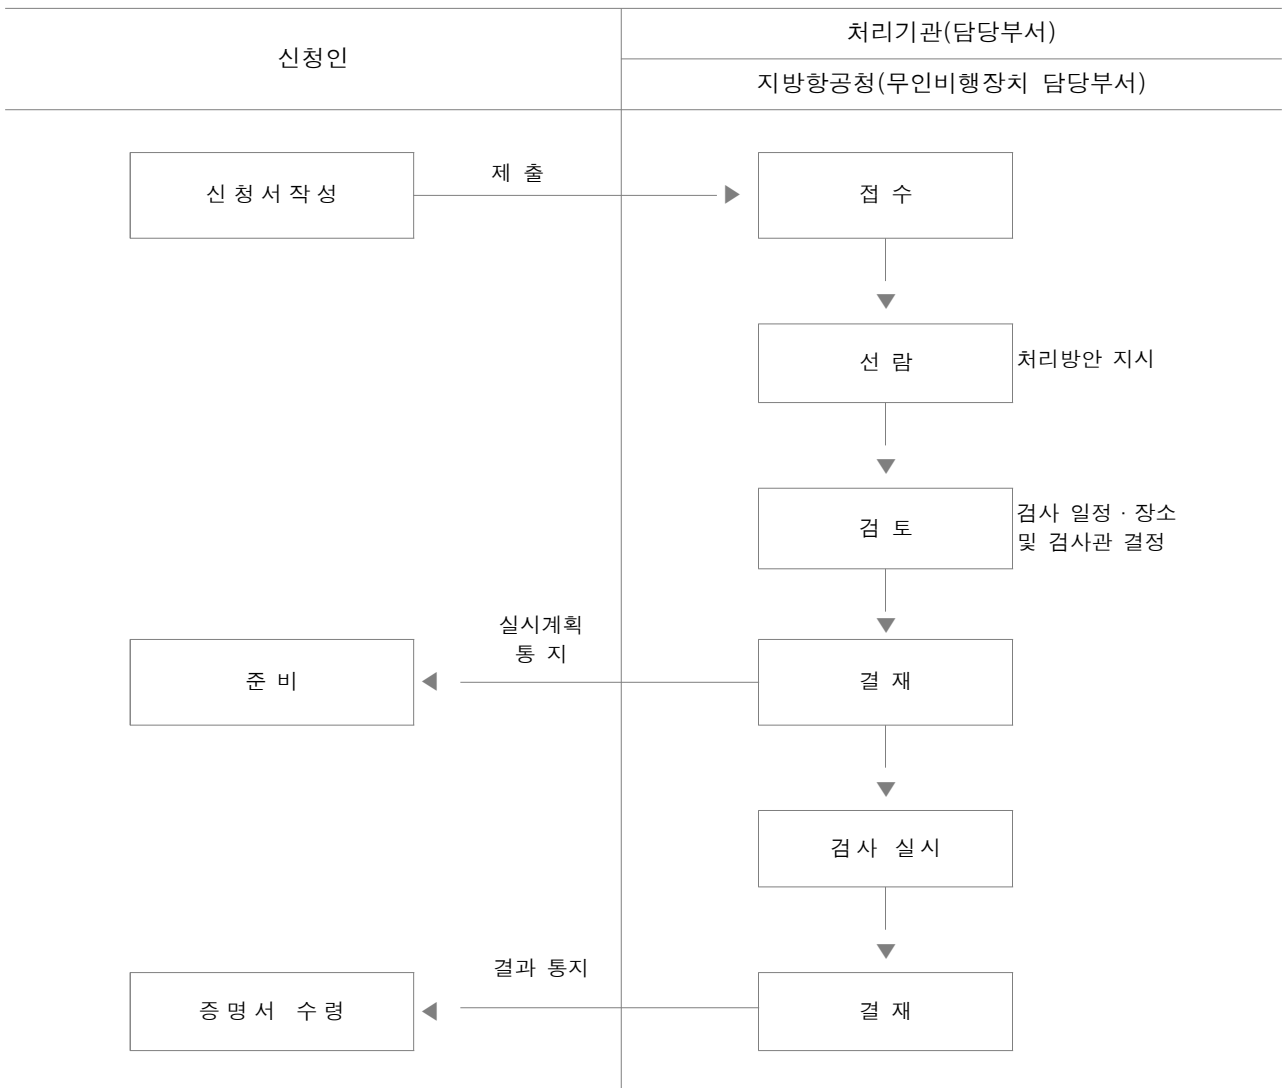 신청인
처리기관(담당부서)
지방항공청(무인비행장치 담당부서)
신청서작성
제 출
접 수
선 람
처리방안 지시
검 토
검사 일정·장소
및 검사관 결정
실시계획
통 지
준 비
결 재
검사 실시
결과 통지
증명서 수령
결 재